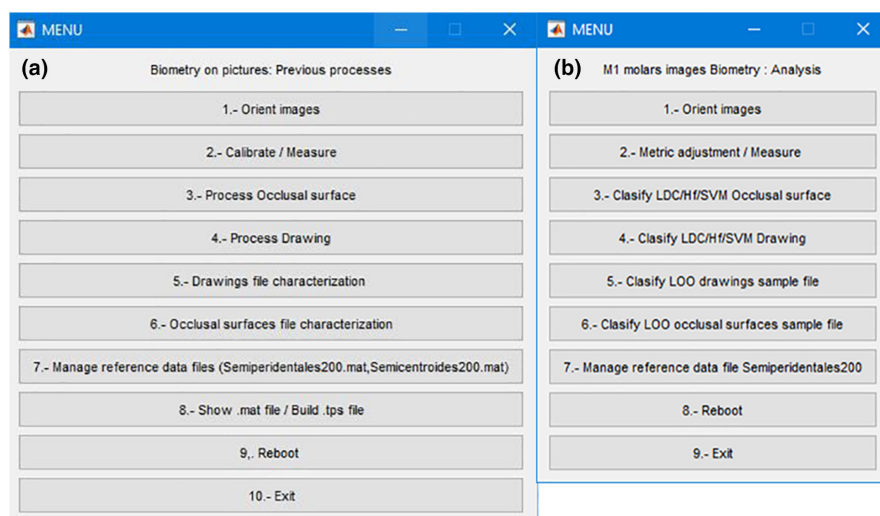 MENU
(a)
Biometry on pictures: Previous processes
1.- Orient images
2.- Calibrate / Measure
3.- Process Occlusal surface
4.- Process Drawing
5.- Drawings file characterization
6.- Occlusal surfaces file characterization
7.- Manage reference data files (Semiperidentales200.mat,Semicentroides200.mat)
8.- Show .mat file / Build .tps file
9,. Reboot
10.- Exit
MENU
(b)
M1 molars images Biometry : Analysis
1.- Orient images
2.- Metric adjustment / Measure
3.- Clasify LDC/Hf/SVM Occlusal surface
4.- Clasify LDC/Hf/SVM Drawing
5.- Clasify LOO drawings sample file
6.- Clasify LOO occlusal surfaces sample file
7.- Manage reference data file Semiperidentales200
8.- Reboot
9.- Exit